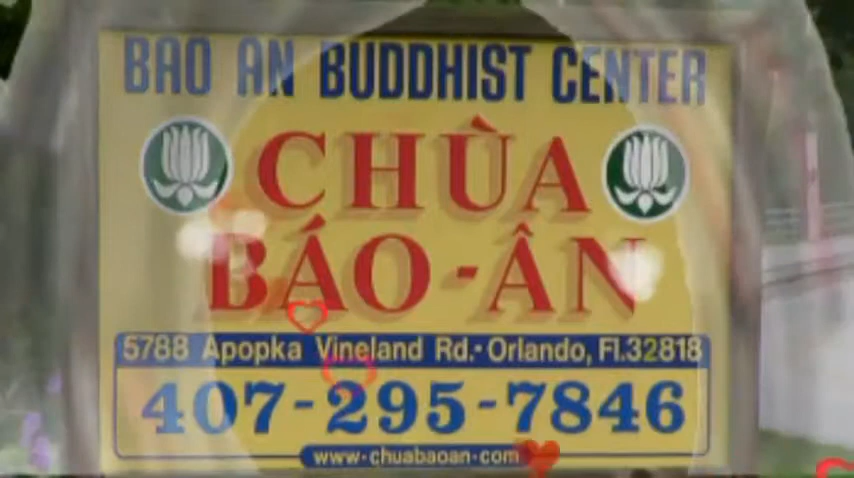 BAO AN BUDDHIST CENTER
CHÙA
BÁO-ÂN
5788 Apopka Vineland Rd.• Orlando, Fl.32818
407-295-7846
www•chuabaoan•com